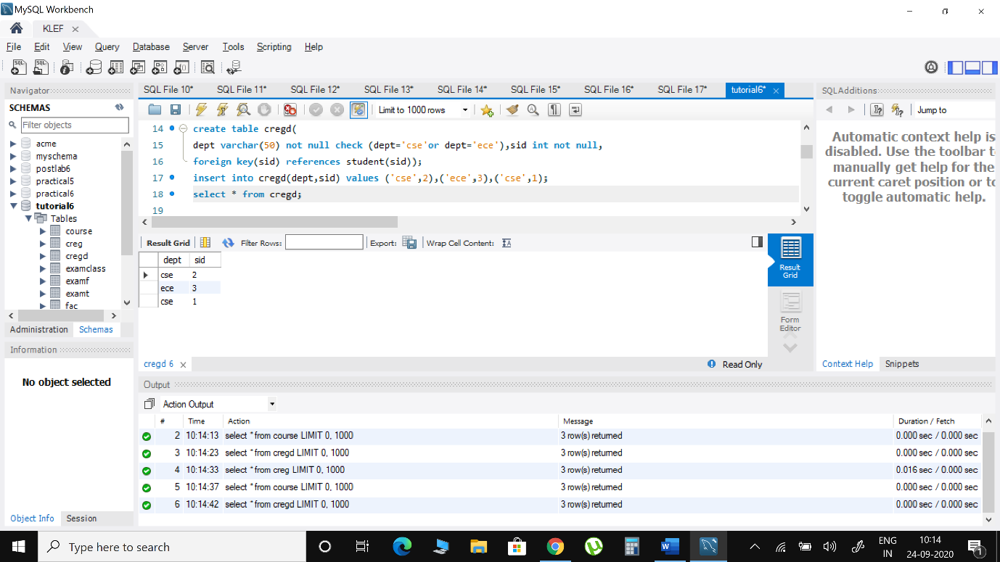 MySQL Workbench
KLEF
File Edit View Query Database Server Tools Scripting Help
Navigator
SCHEMAS
Filter objects
acme
myschema
postlab6
practical5
practical6
tutorial6
Tables
course
creg
cregd
examclass
examf
examt
fac
Administration Schemas
Information
No object selected
Object Info Session
SQL File 10* SQL File 11* SQL File 12* SQL File 13* SQL File 14* SQL File 15* SQL File 16* SQL File 17* tutorial6*
Limit to 1000 rows
14 create table cregd(
15 dept varchar(50) not null check (dept='cse'or dept='ece'),sid int not null,
16 foreign key(sid) references student(sid));
17 insert into cregd(dept,sid) values ('cse',2),('ece',3),('cse',1);
18 select * from cregd;
19
Result Grid Filter Rows: Export: Wrap Cell Content:
dept sid
cse 2
ece 3
cse 1
Result
Grid
Form
Editor
cregd 6 Read Only
SQLAdditions
Jump to
Automatic context help is
disabled. Use the toolbar t
manually get help for the
current caret position or to
toggle automatic help.
Context Help Snippets
Output
Action Output
# Time Action Message Duration / Fetch
2 10:14:13 select * from course LIMIT 0, 1000 3 row(s) returned 0.000 sec / 0.000 sec
3 10:14:23 select * from cregd LIMIT 0, 1000 3 row(s) returned 0.000 sec / 0.000 sec
4 10:14:33 select * from creg LIMIT 0, 1000 3 row(s) returned 0.016 sec / 0.000 sec
5 10:14:37 select * from course LIMIT 0, 1000 3 row(s) returned 0.000 sec / 0.000 sec
6 10:14:42 select * from cregd LIMIT 0, 1000 3 row(s) returned 0.000 sec / 0.000 sec
Type here to search
ENG
IN
10:14
24-09-2020
1